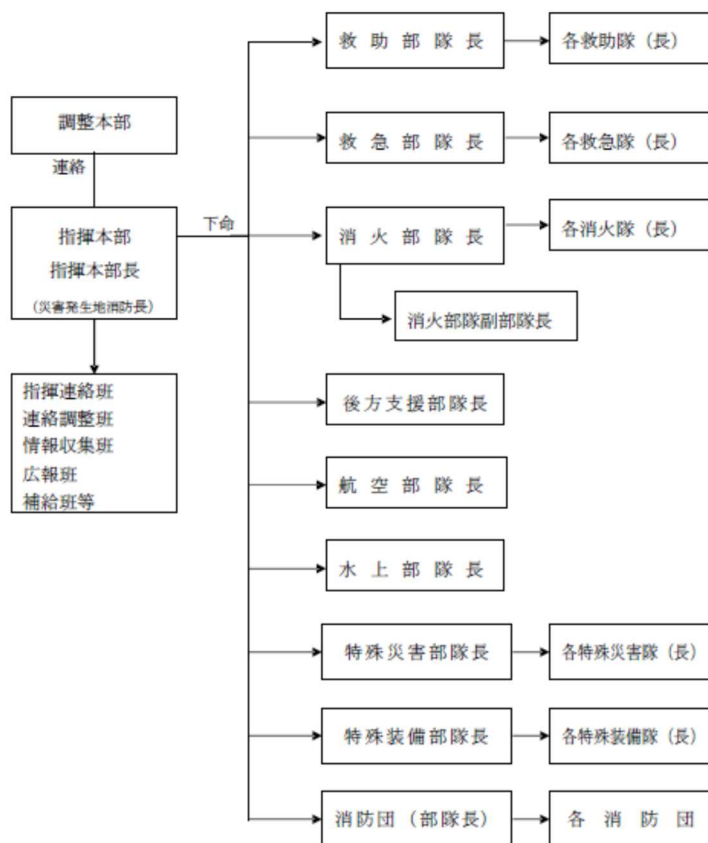 調整本部
連絡
指揮本部
指揮本部長
(災害発生地消防長)
指揮連絡班
連絡調整班
情報収集班
広報班
補給班等
下命
救助部隊長
各救助隊（長）
救急部隊長
各救急隊（長）
消火部隊長
各消火隊（長）
消火部隊副部隊長
後方支援部隊長
航空部隊長
水上部隊長
特殊災害部隊長
各特殊災害隊（長）
特殊装備部隊長
各特殊装備隊（長）
消防団（部隊長）
各消防団